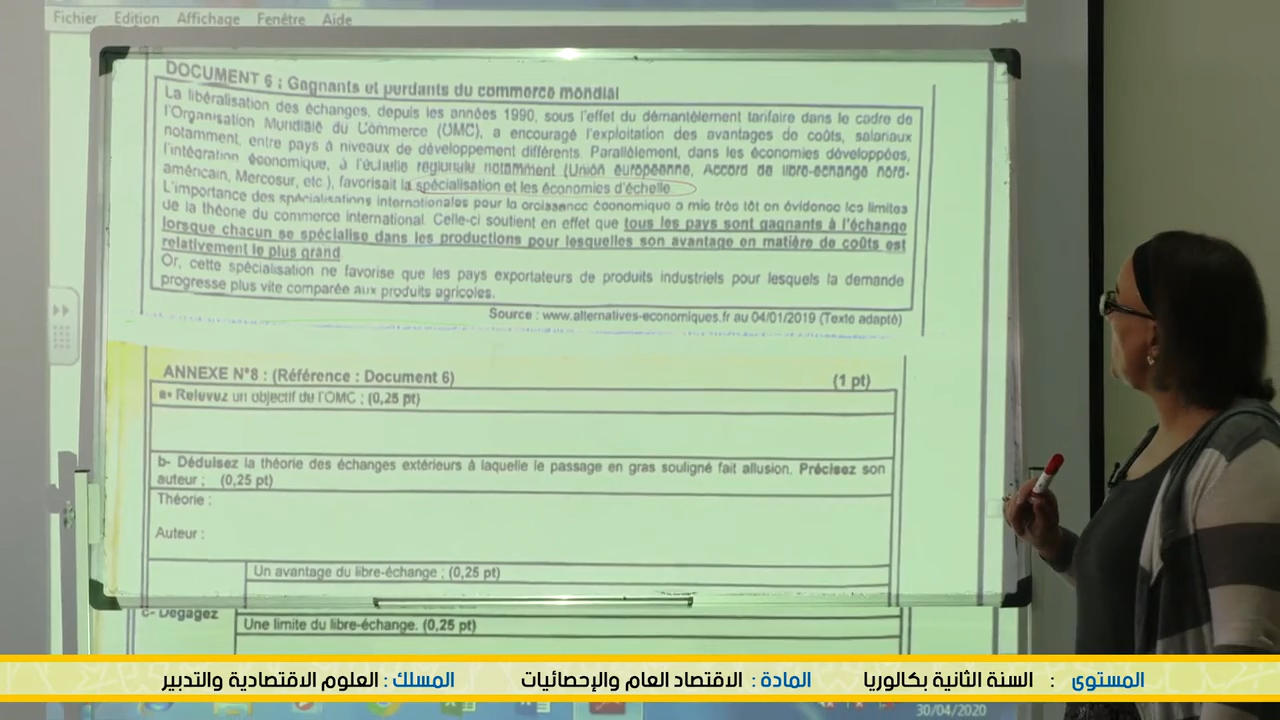 Fichier Edition Affichage Fenêtre Aide
DOCUMENT 6 : Gagnants et perdants du commerce mondial
La libéralisation des échanges, depuis les années 1990, sous l'effet du démantèlement tarifaire dans le cadre de
l'Organisation Mondiale du Commerce (OMC), a encouragé l'exploitation des avantages de coûts, salariaux
notamment, entre pays à niveaux de développement différents. Parallèlement, dans les économies développées,
l'intégration économique, à l'échelle régionale notamment (Union européenne, Accord de libre-échange nord-
américain, Mercosur, etc.), favorisait la spécialisation et les économies d'échelle.
L'importance des spécialisations internationales pour la croissance économique a mis très tôt en évidence les limites
de la théorie du commerce international. Celle-ci soutient en effet que tous les pays sont gagnants à l'échange
lorsque chacun se spécialise dans les productions pour lesquelles son avantage en matière de coûts est
relativement le plus grand
Or, cette spécialisation ne favorise que les pays exportateurs de produits industriels pour lesquels la demande
progresse plus vite comparée aux produits agricoles.
Source : www.alternatives-economiques.fr au 04/01/2019 (Texte adapté)
ANNEXE N°8 : (Référence : Document 6) (1 pt)
a- Relevez un objectif de l'OMC ; (0,25 pt)
b- Déduisez la théorie des échanges extérieurs à laquelle le passage en gras souligné fait allusion. Précisez son
auteur ; (0,25 pt)
Théorie :
Auteur :
Un avantage du libre-échange ; (0,25 pt)
c- Dégagez
Une limite du libre-échange. (0,25 pt)
المستوى : السنة الثانية بكالوريا المادة : الاقتصاد العام والإحصائيات المسلك : العلوم الاقتصادية والتدبير
30/04/2020